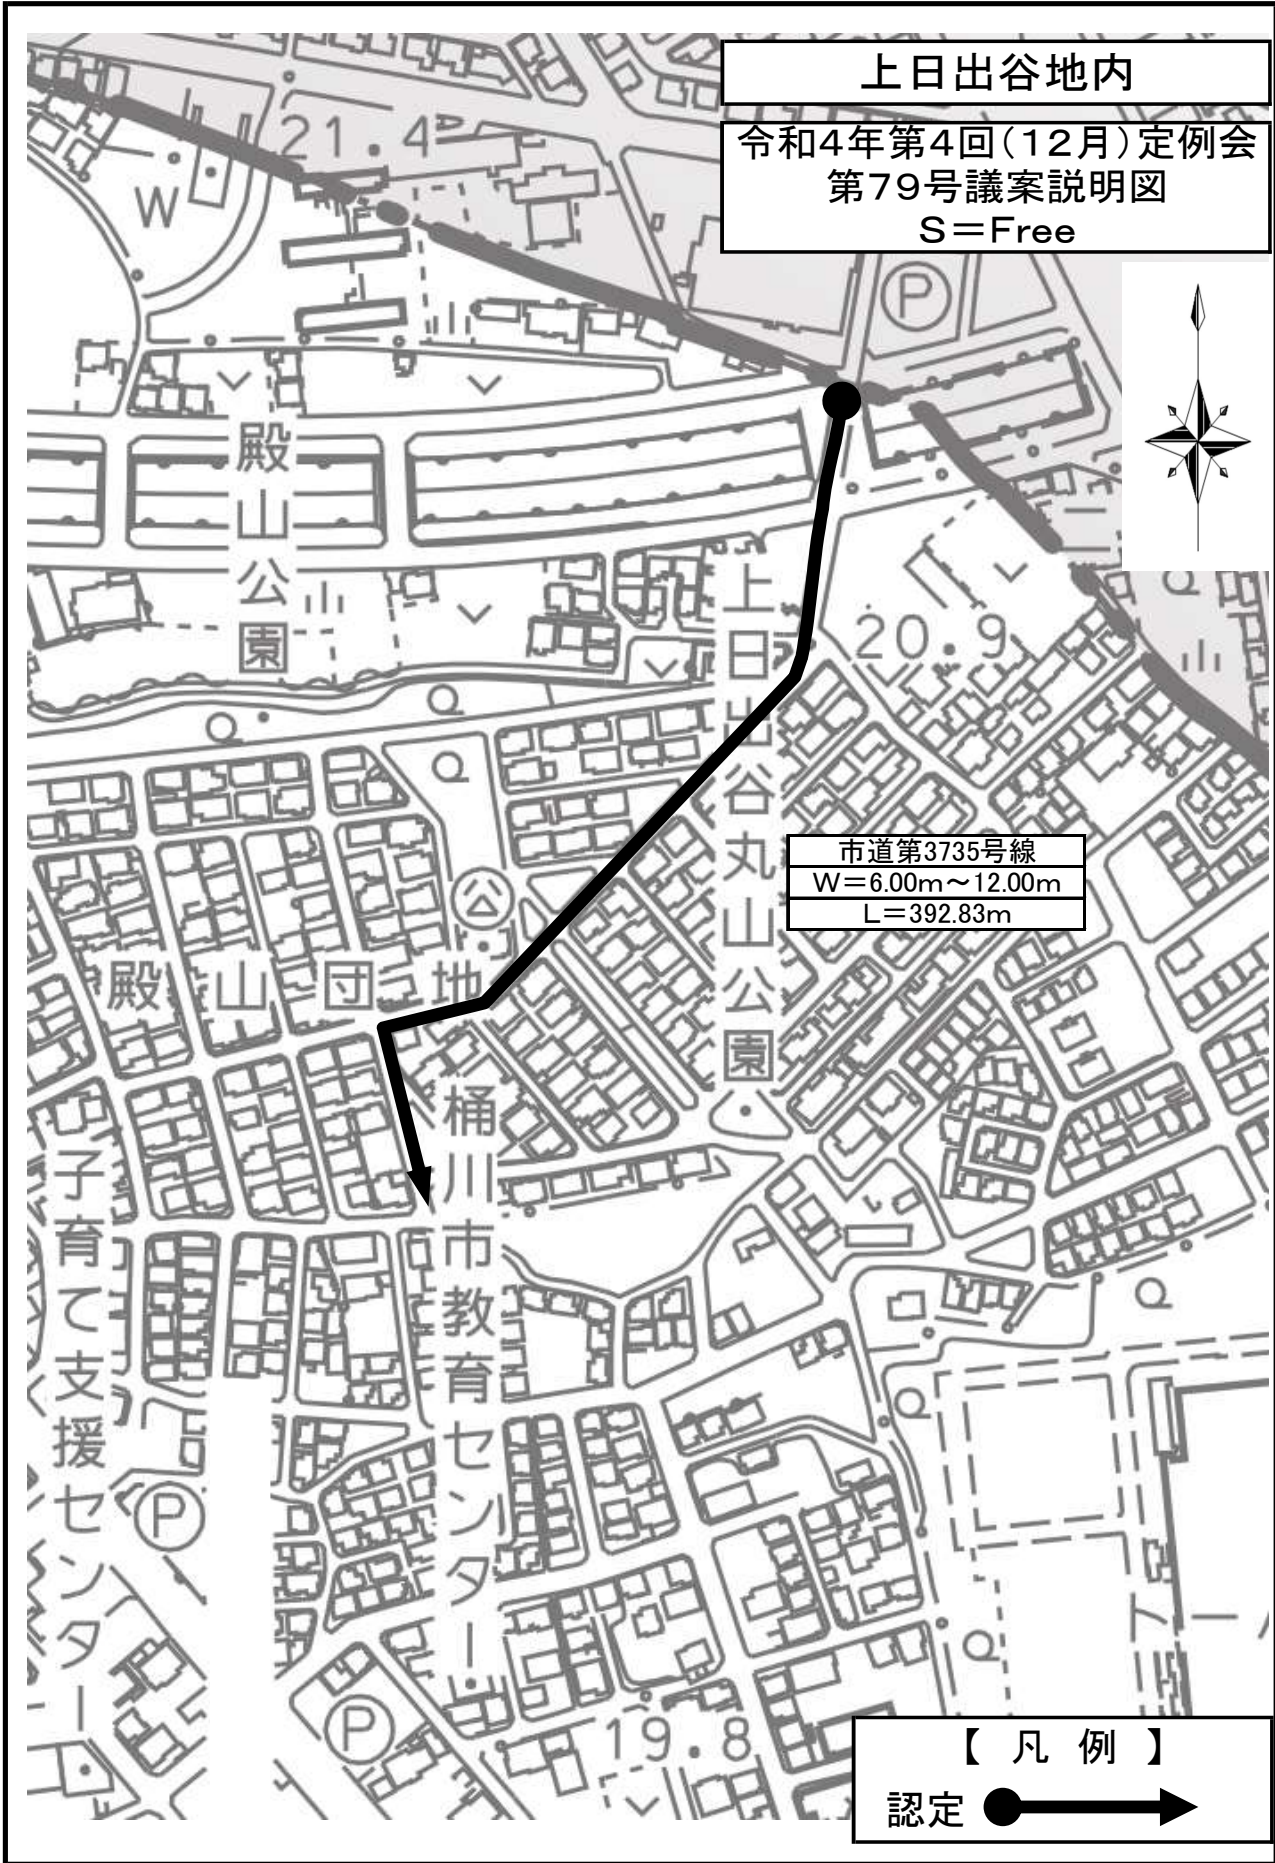 上日出谷地内
令和4年第4回(12月)定例会
第79号議案説明図
S=Free
21.4
W
P
殿山公園
上日出谷丸山公園
20.9
市道第3735号線
W=6.00m~12.00m
L=392.83m
公
殿山団地
桶川市教育センター
子育て支援センター
P
P
19.8
【凡例】
認定